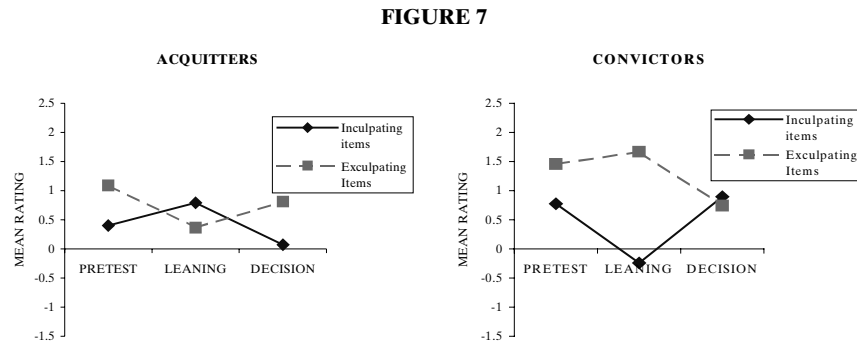 FIGURE 7
ACQUITTERS
MEAN RATING
2.5
2
1.5
1
0.5
0
-0.5
-1
-1.5
PRETEST LEANING DECISION
Inculpating
items
Exculpating
Items
CONVICTORS
MEAN RATING
2.5
2
1.5
1
0.5
0
-0.5
-1
-1.5
PRETEST LEANING DECISION
Inculpating
items
Exculpating
Items